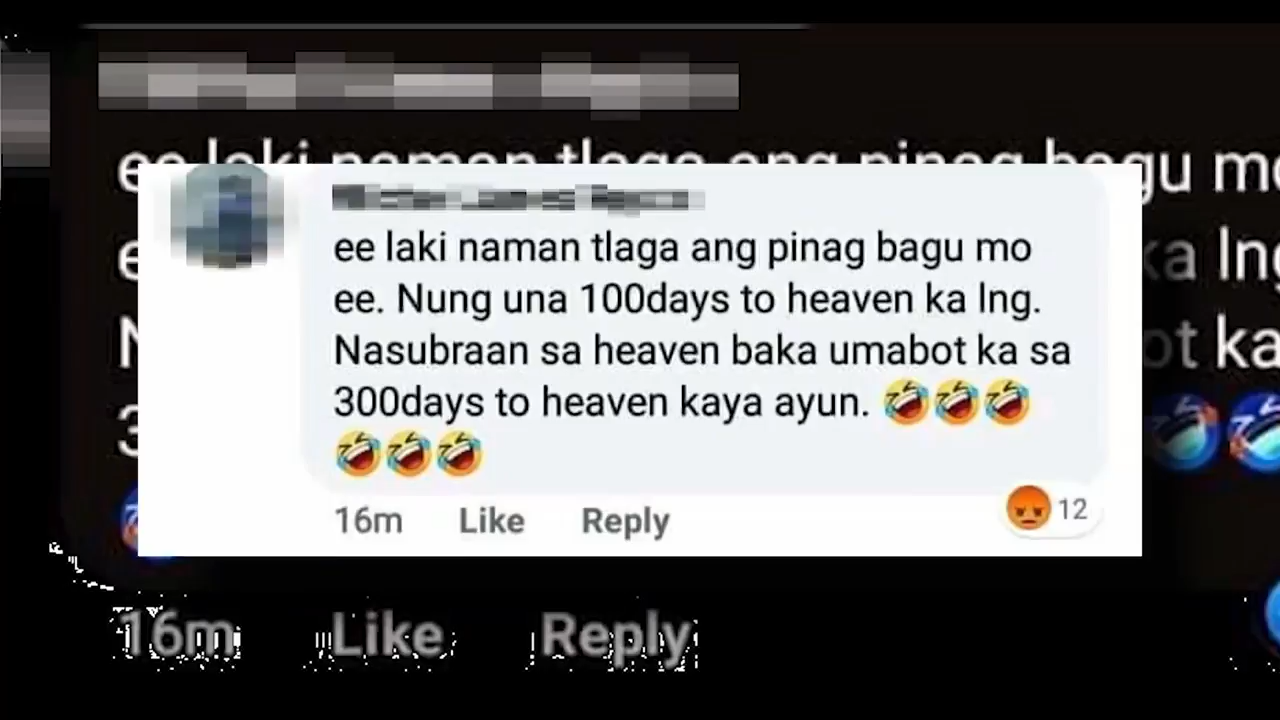 ee laki naman tlaga ang pinag bagu mo
ee. Nung una 100days to heaven ka lng.
Nasubraan sa heaven baka umabot ka sa
300days to heaven kaya ayun. 🤣🤣🤣
🤣🤣🤣
16m Like Reply 😡 12
16m Like Reply